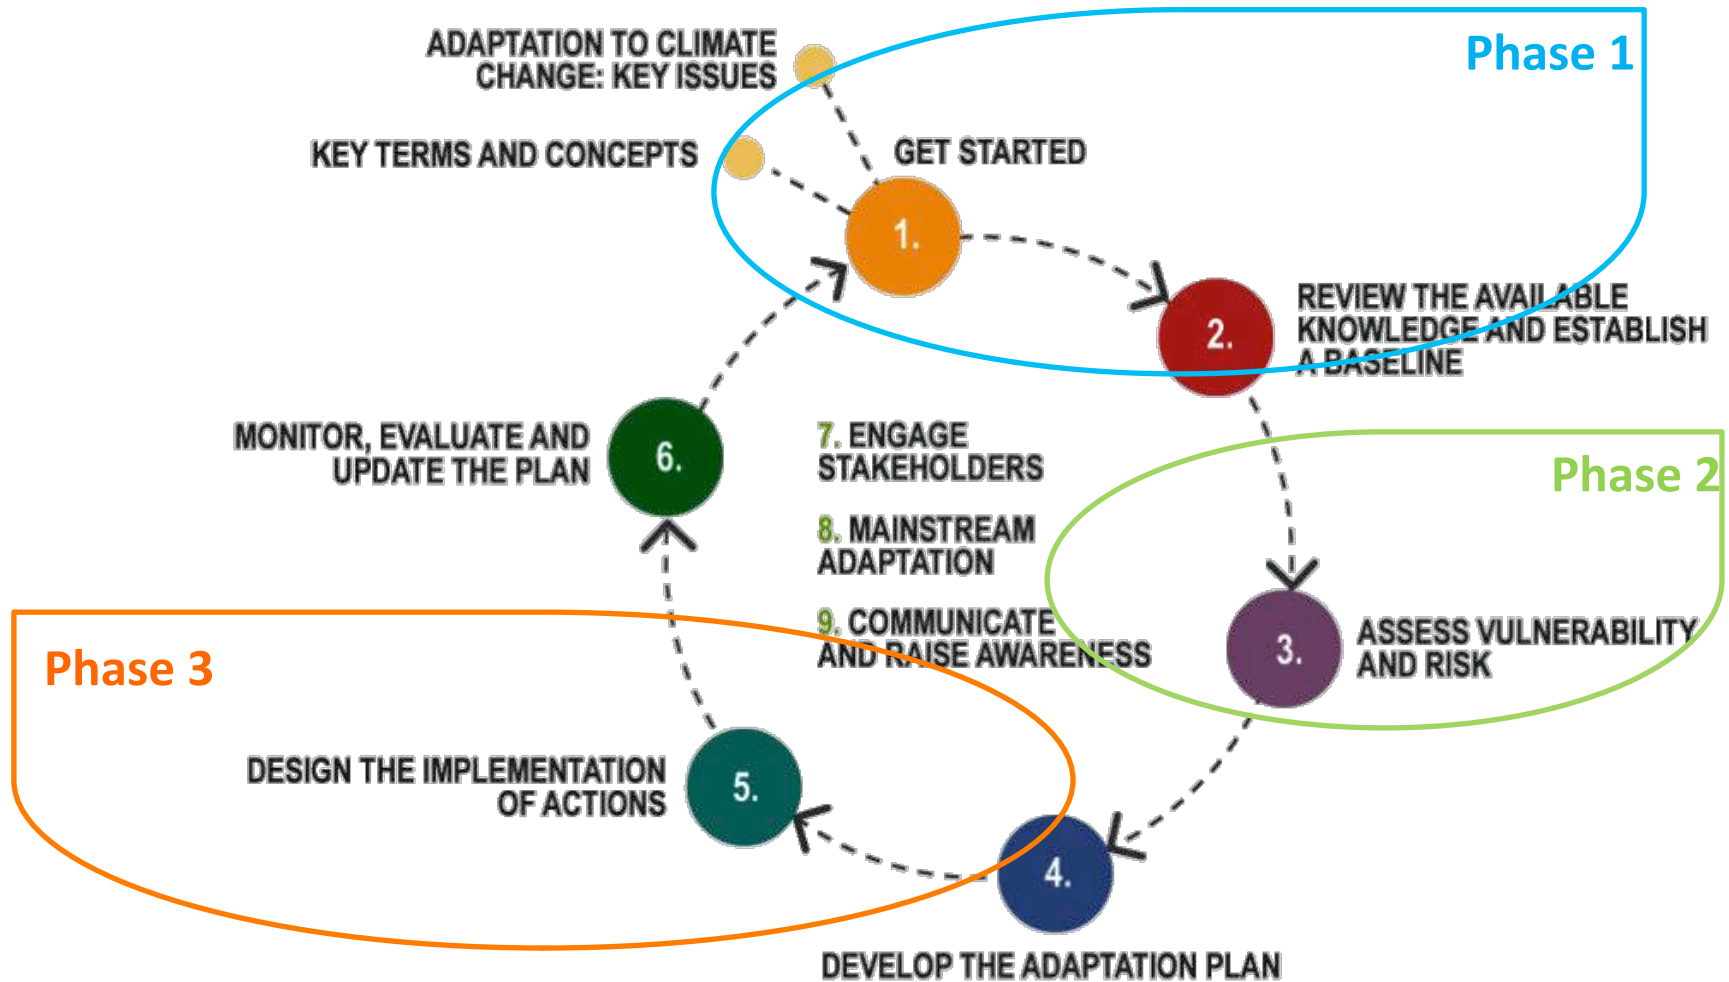 ADAPTATION TO CLIMATE
CHANGE: KEY ISSUES
Phase 1
KEY TERMS AND CONCEPTS
GET STARTED
1.
REVIEW THE AVAILABLE
KNOWLEDGE AND ESTABLISH
A BASELINE
2.
MONITOR, EVALUATE AND
UPDATE THE PLAN
6.
7. ENGAGE
STAKEHOLDERS
8. MAINSTREAM
ADAPTATION
9. COMMUNICATE
AND RAISE AWARENESS
Phase 2
3.
ASSESS VULNERABILITY
AND RISK
Phase 3
DESIGN THE IMPLEMENTATION
OF ACTIONS
5.
4.
DEVELOP THE ADAPTATION PLAN